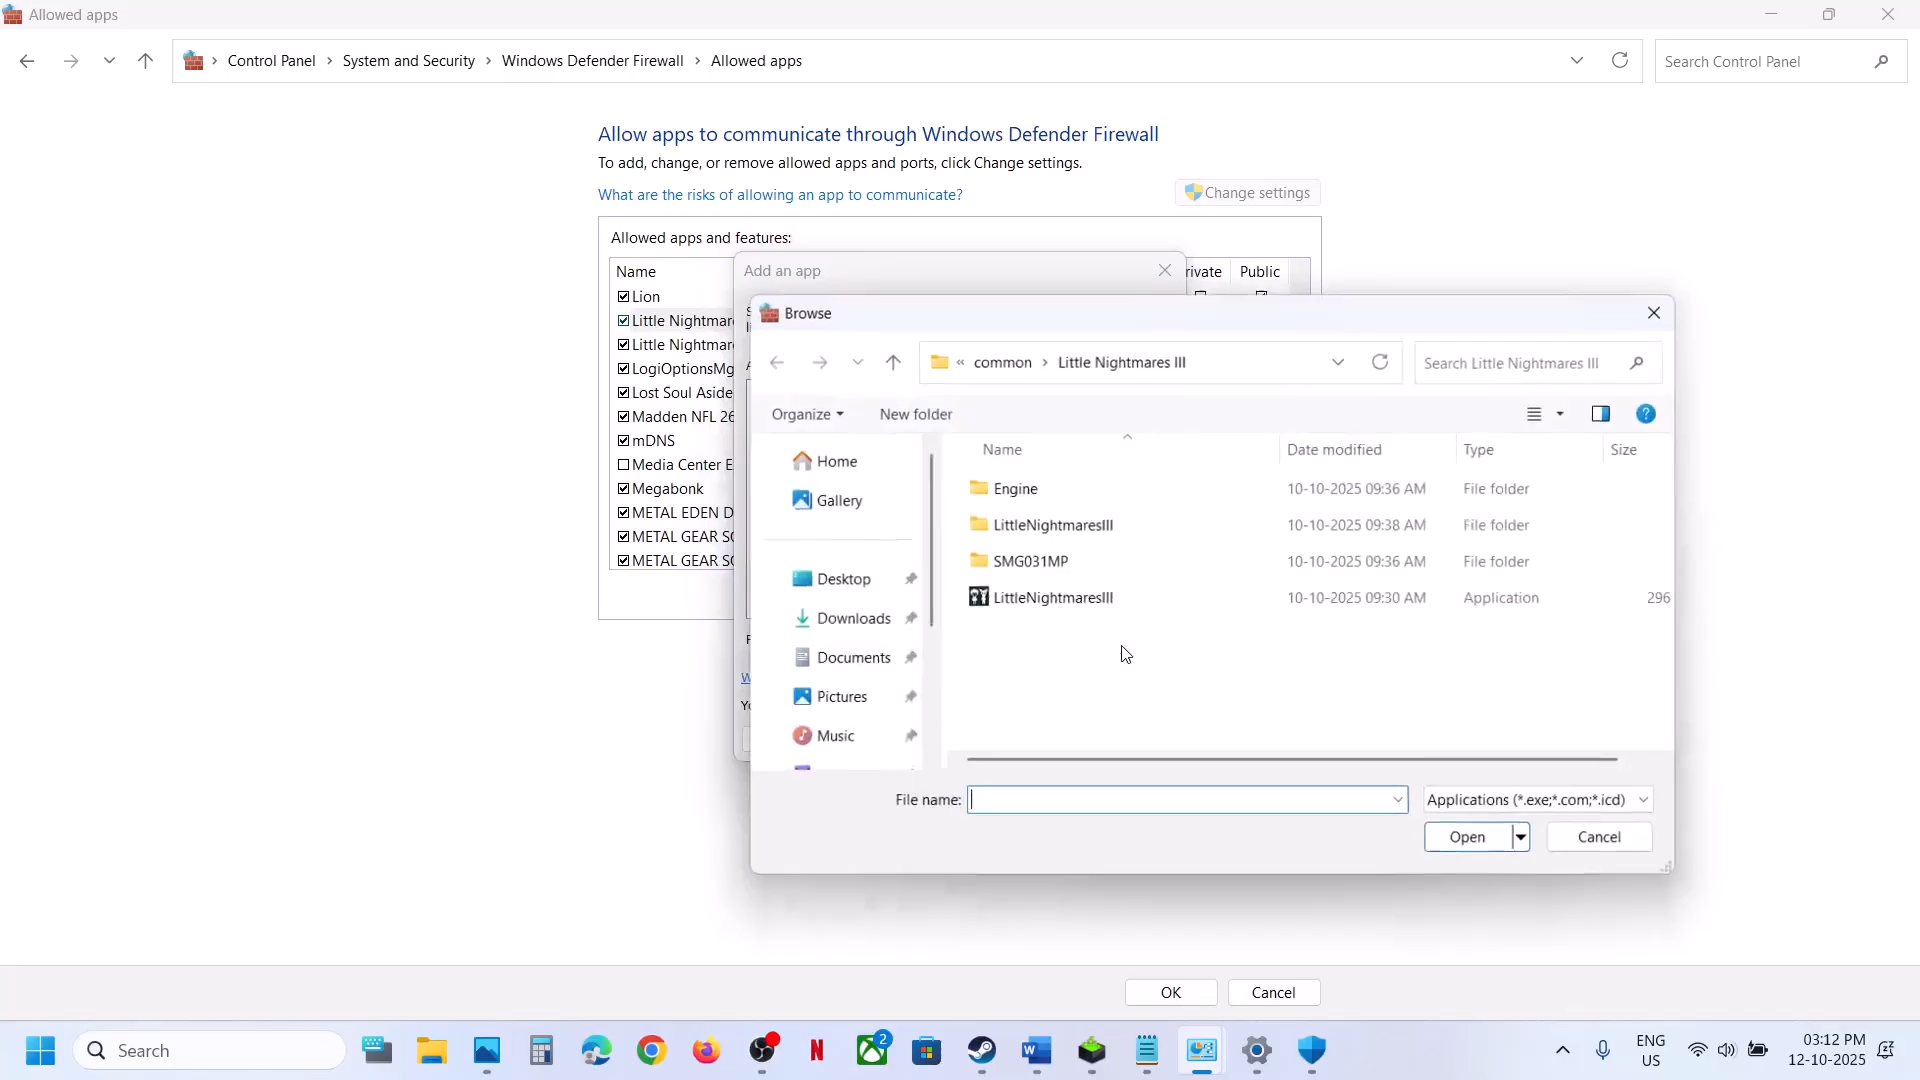 Allowed apps
Control Panel > System and Security > Windows Defender Firewall > Allowed apps
Search Control Panel
Allow apps to communicate through Windows Defender Firewall
To add, change, or remove allowed apps and ports, click Change settings.
What are the risks of allowing an app to communicate?
Change settings
Allowed apps and features:
Name
rivate
Public
Lion
Little Nightmar
Little Nightmar
LogiOptionsMg
Lost Soul Aside
Madden NFL 26
mDNS
Media Center E
Megabonk
METAL EDEN D
METAL GEAR SO
METAL GEAR SO
Add an app
Browse
« common > Little Nightmares III
Search Little Nightmares III
Organize
New folder
Home
Gallery
Desktop
Downloads
Documents
Pictures
Music
Name Date modified Type Size
Engine 10-10-2025 09:36 AM File folder
LittleNightmaresIII 10-10-2025 09:38 AM File folder
SMG031MP 10-10-2025 09:36 AM File folder
LittleNightmaresIII 10-10-2025 09:30 AM Application 296
File name:
Applications (*.exe;*.com;*.icd)
Open
Cancel
OK
Cancel
Search
2
ENG
US
03:12 PM
12-10-2025